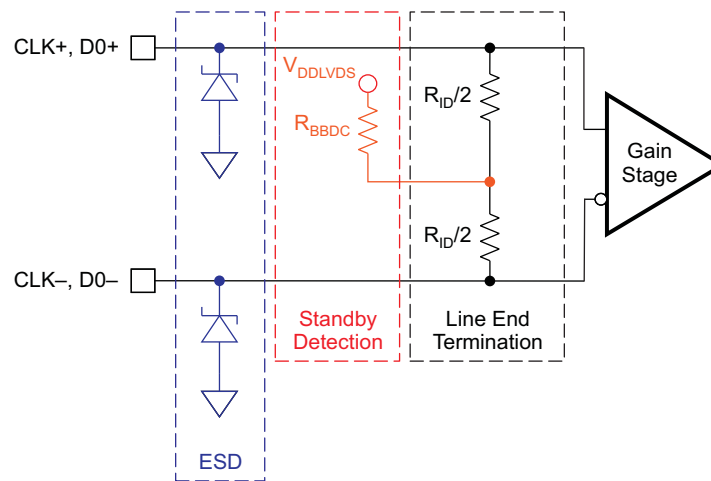 CLK+, D0+
V_DDLVDS
R_ID/2
R_BBDC
Gain
Stage
R_ID/2
CLK–, D0–
Standby
Detection
Line End
Termination
ESD